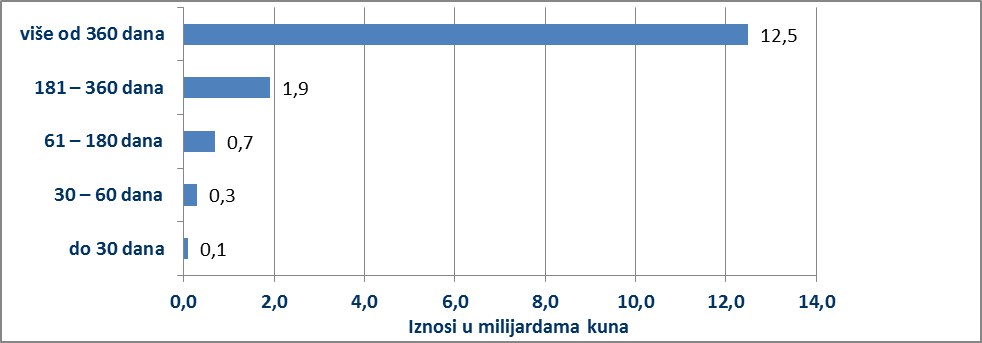 više od 360 dana 12,5
181 – 360 dana 1,9
61 – 180 dana 0,7
30 – 60 dana 0,3
do 30 dana 0,1
0,0 2,0 4,0 6,0 8,0 10,0 12,0 14,0
Iznosi u milijardama kuna